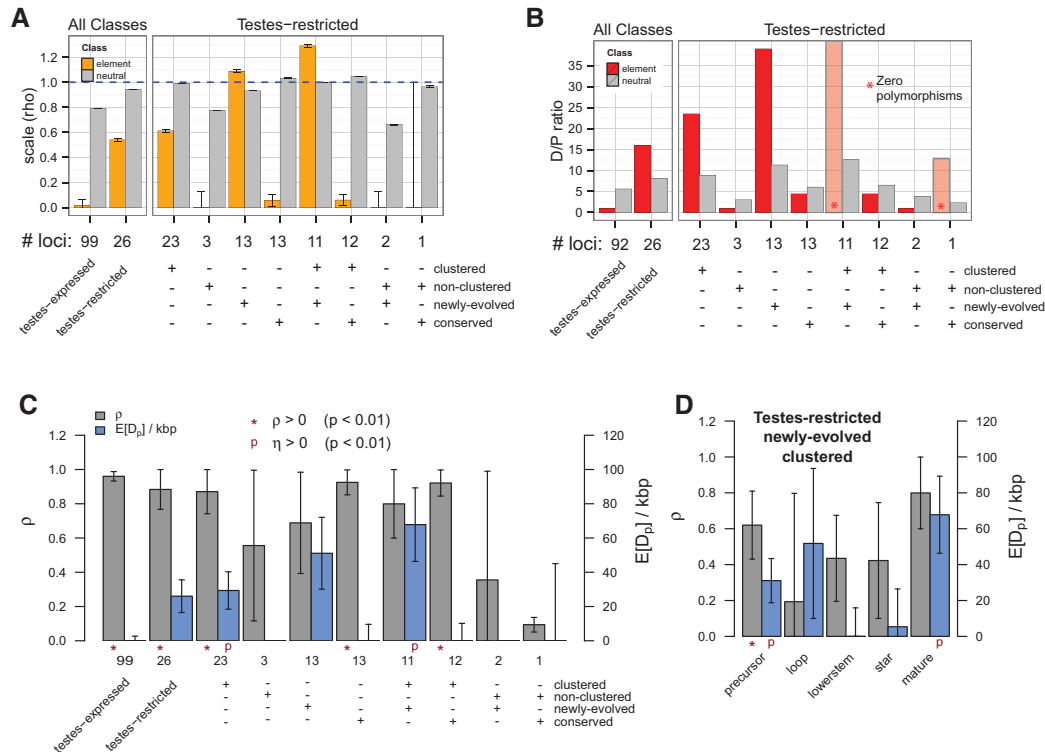 A
All Classes
Testes−restricted
Class
element
neutral
scale (rho)
1.2
1.0
0.8
0.6
0.4
0.2
0.0
# loci: 99 26 23 3 13 13 11 12 2 1
testes−expressed
testes−restricted
+ - - - + + - - clustered
- + - - - - + + non−clustered
- - + - + - + - newly−evolved
- - - + - + - + conserved
B
All Classes
Testes−restricted
Class
element
neutral
* Zero
polymorphisms
D/P ratio
35
30
25
20
15
10
5
0
* *
# loci: 92 26 23 3 13 13 11 12 2 1
testes−expressed
testes−restricted
+ - - - + + - - clustered
- + - - - - + + non−clustered
- - + - + - + - newly−evolved
- - - + - + - + conserved
C
ρ
E[Dp] / kbp
* ρ > 0 (p < 0.01)
p η > 0 (p < 0.01)
ρ
1.2
1.0
0.8
0.6
0.4
0.2
0.0
E[Dp] / kbp
120
100
80
60
40
20
0
* * * p * p *
99 26 23 3 13 13 11 12 2 1
testes−expressed
testes−restricted
+ - - - + + - - clustered
- + - - - - + + non−clustered
- - + - + - + - newly−evolved
- - - + - + - + conserved
D
Testes−restricted
newly−evolved
clustered
ρ
1.2
1.0
0.8
0.6
0.4
0.2
0.0
E[Dp] / kbp
120
100
80
60
40
20
0
* p p
precursor
loop
lowerstem
star
mature